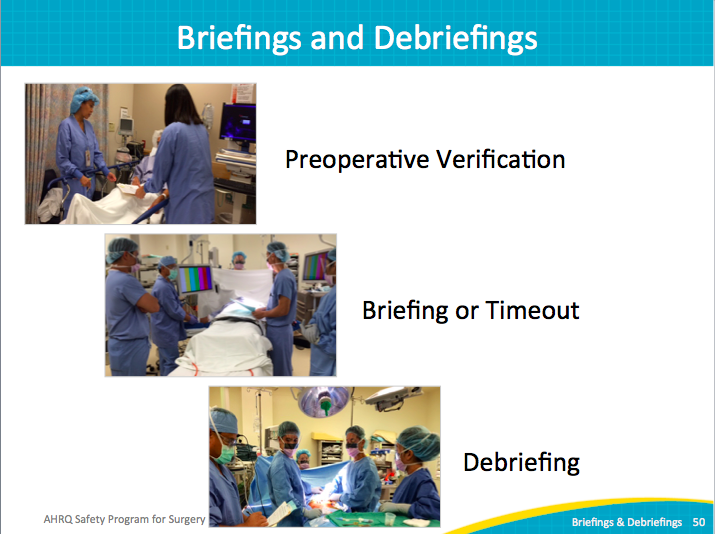 Briefings and Debriefings
Preoperative Verification
Briefing or Timeout
Debriefing
AHRQ Safety Program for Surgery
Briefings & Debriefings 50